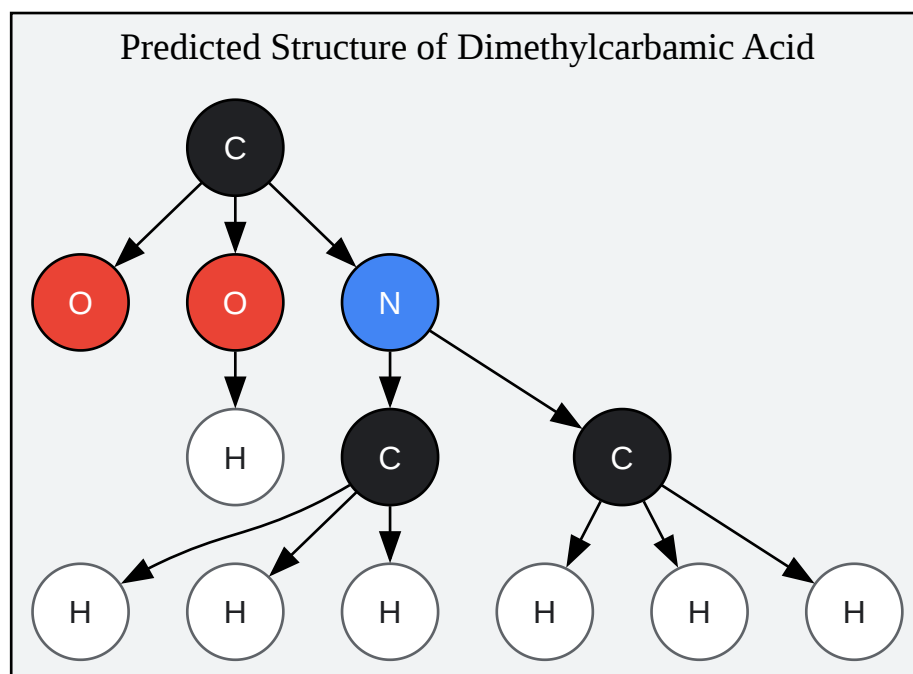 Predicted Structure of Dimethylcarbamic Acid
C
O O N
H C C
H H H H H H